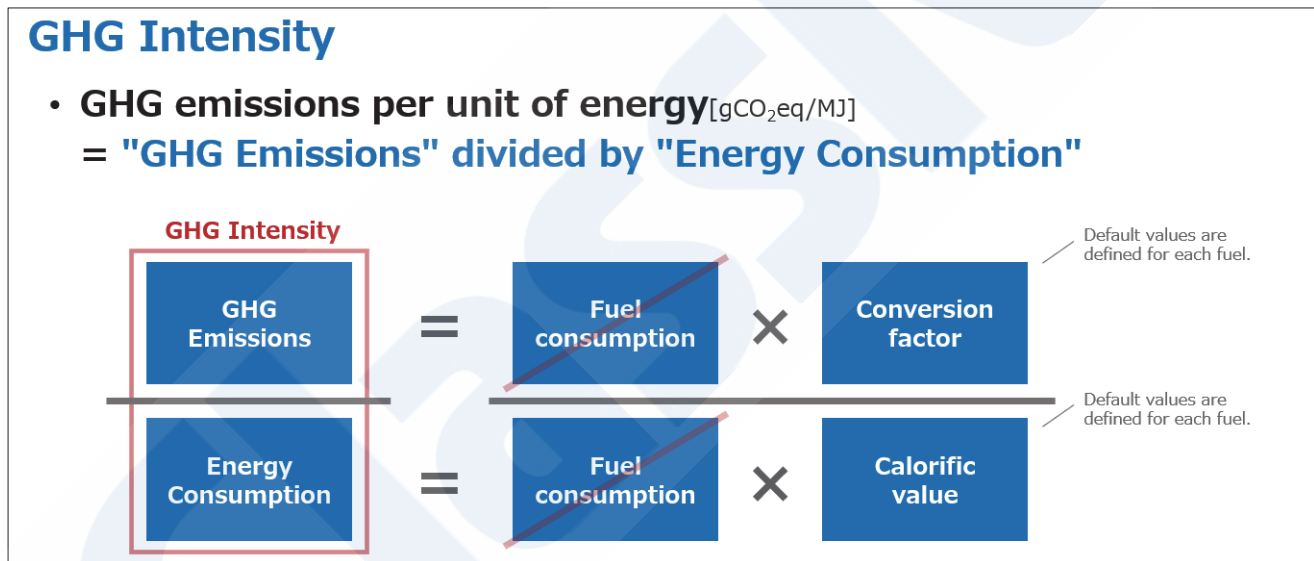 GHG Intensity
• GHG emissions per unit of energy[gCO₂eq/MJ]
= "GHG Emissions" divided by "Energy Consumption"
GHG Intensity
Default values are
defined for each fuel.
GHG
Emissions
=
Fuel
consumption
×
Conversion
factor
Default values are
defined for each fuel.
Energy
Consumption
=
Fuel
consumption
×
Calorific
value